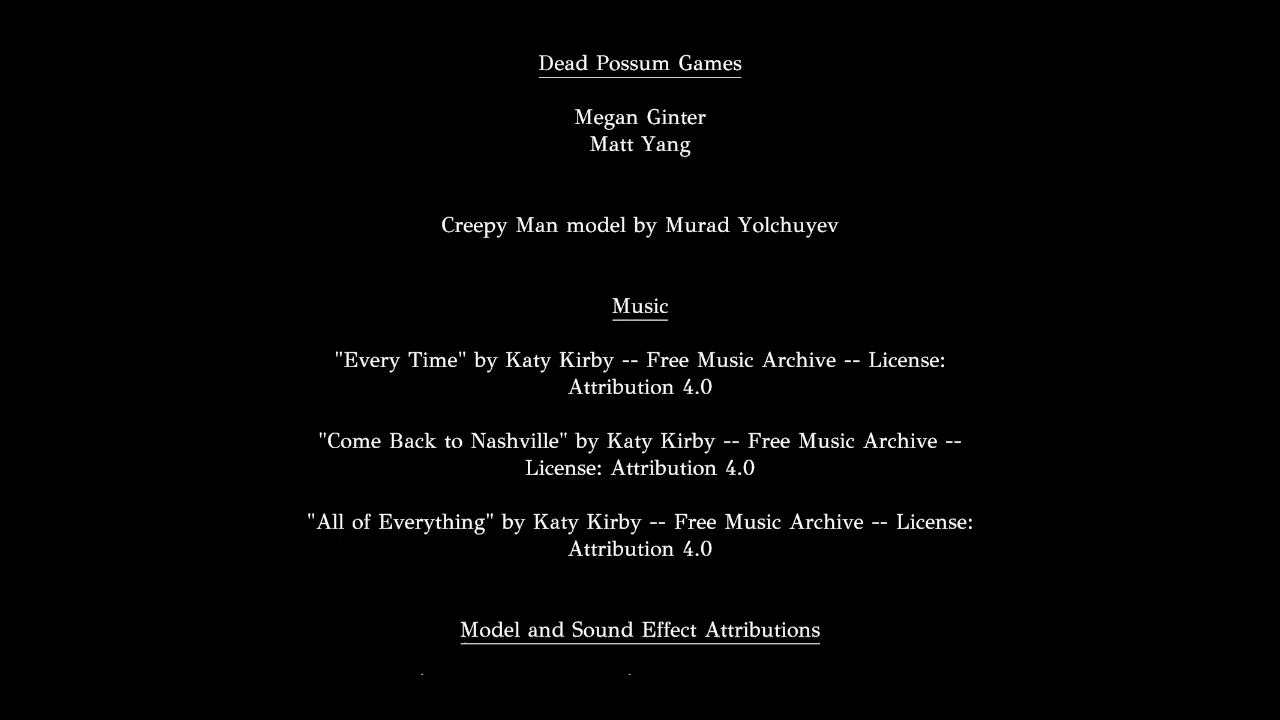 Dead Possum Games
Megan Ginter
Matt Yang
Creepy Man model by Murad Yolchuyev
Music
"Every Time" by Katy Kirby -- Free Music Archive -- License:
Attribution 4.0
"Come Back to Nashville" by Katy Kirby -- Free Music Archive --
License: Attribution 4.0
"All of Everything" by Katy Kirby -- Free Music Archive -- License:
Attribution 4.0
Model and Sound Effect Attributions